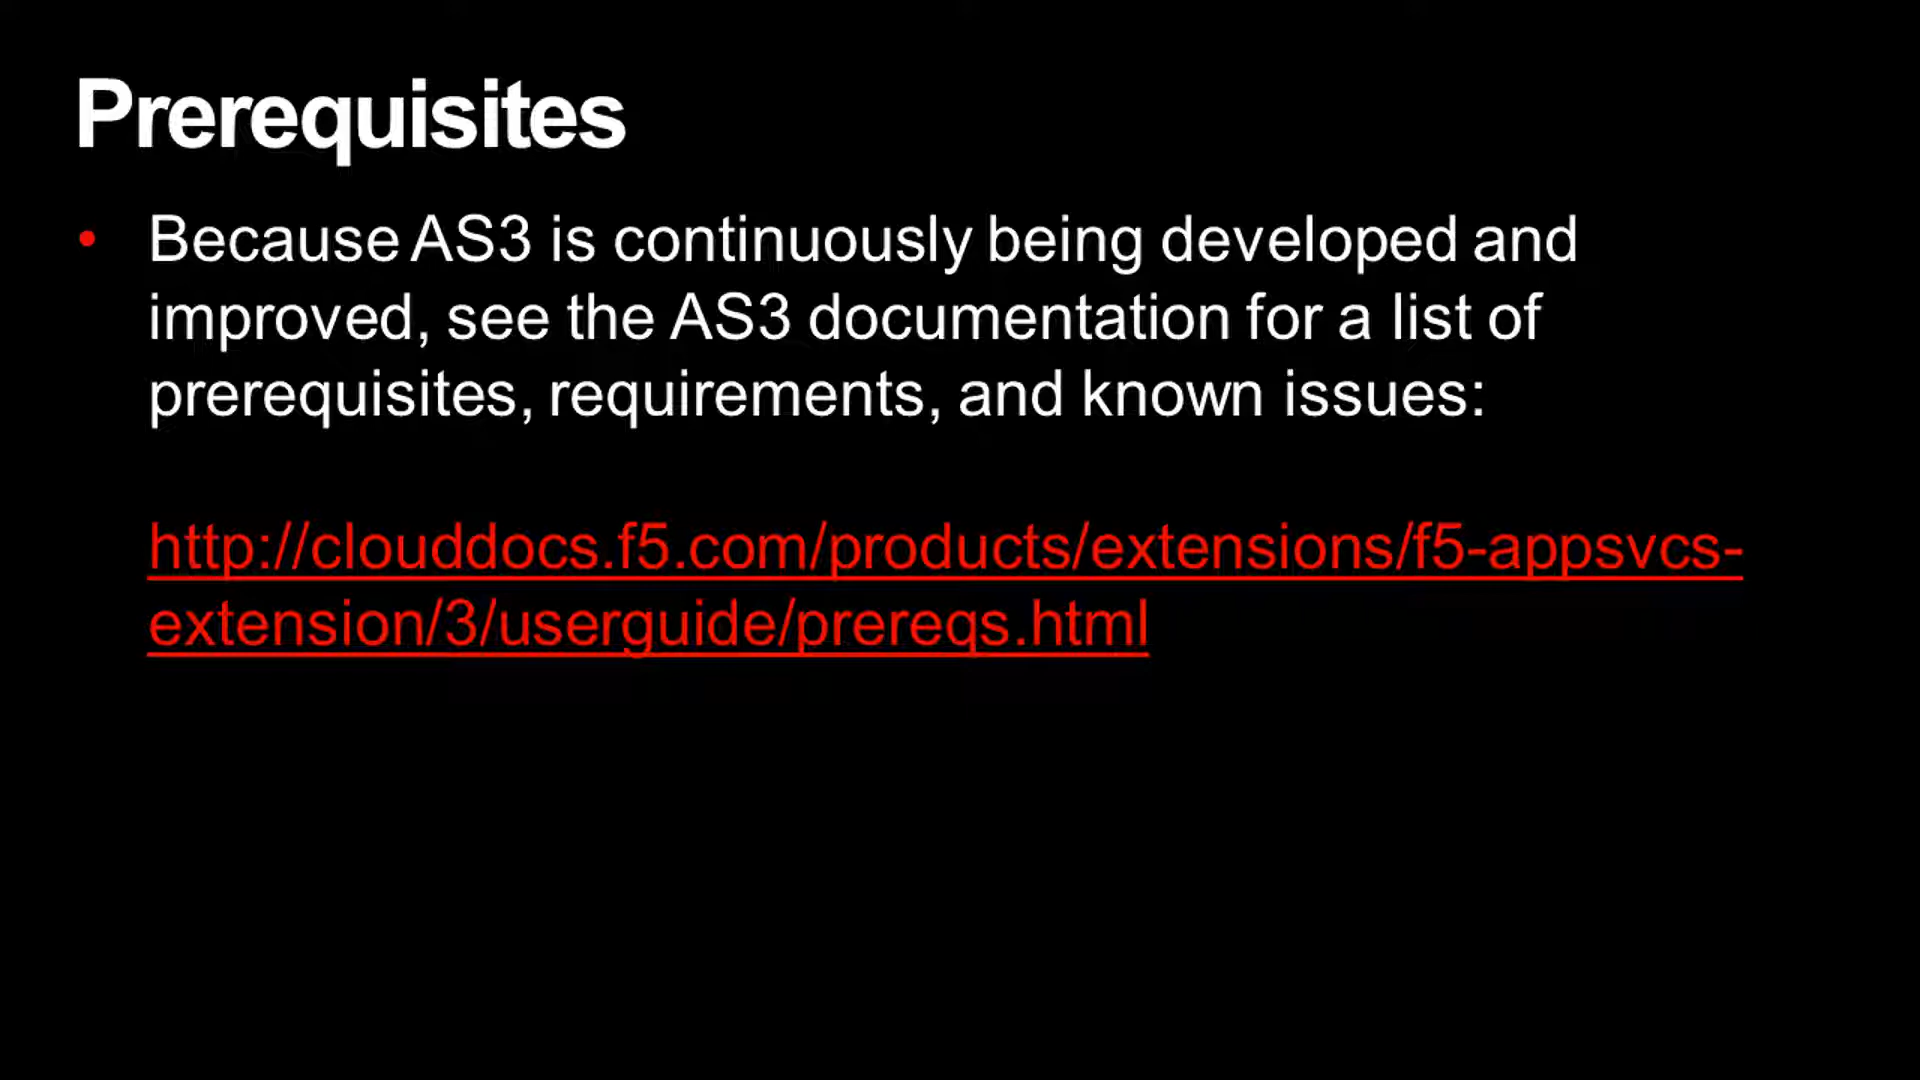 Prerequisites
• Because AS3 is continuously being developed and
improved, see the AS3 documentation for a list of
prerequisites, requirements, and known issues:
http://clouddocs.f5.com/products/extensions/f5-appsvcs-
extension/3/userguide/prereqs.html